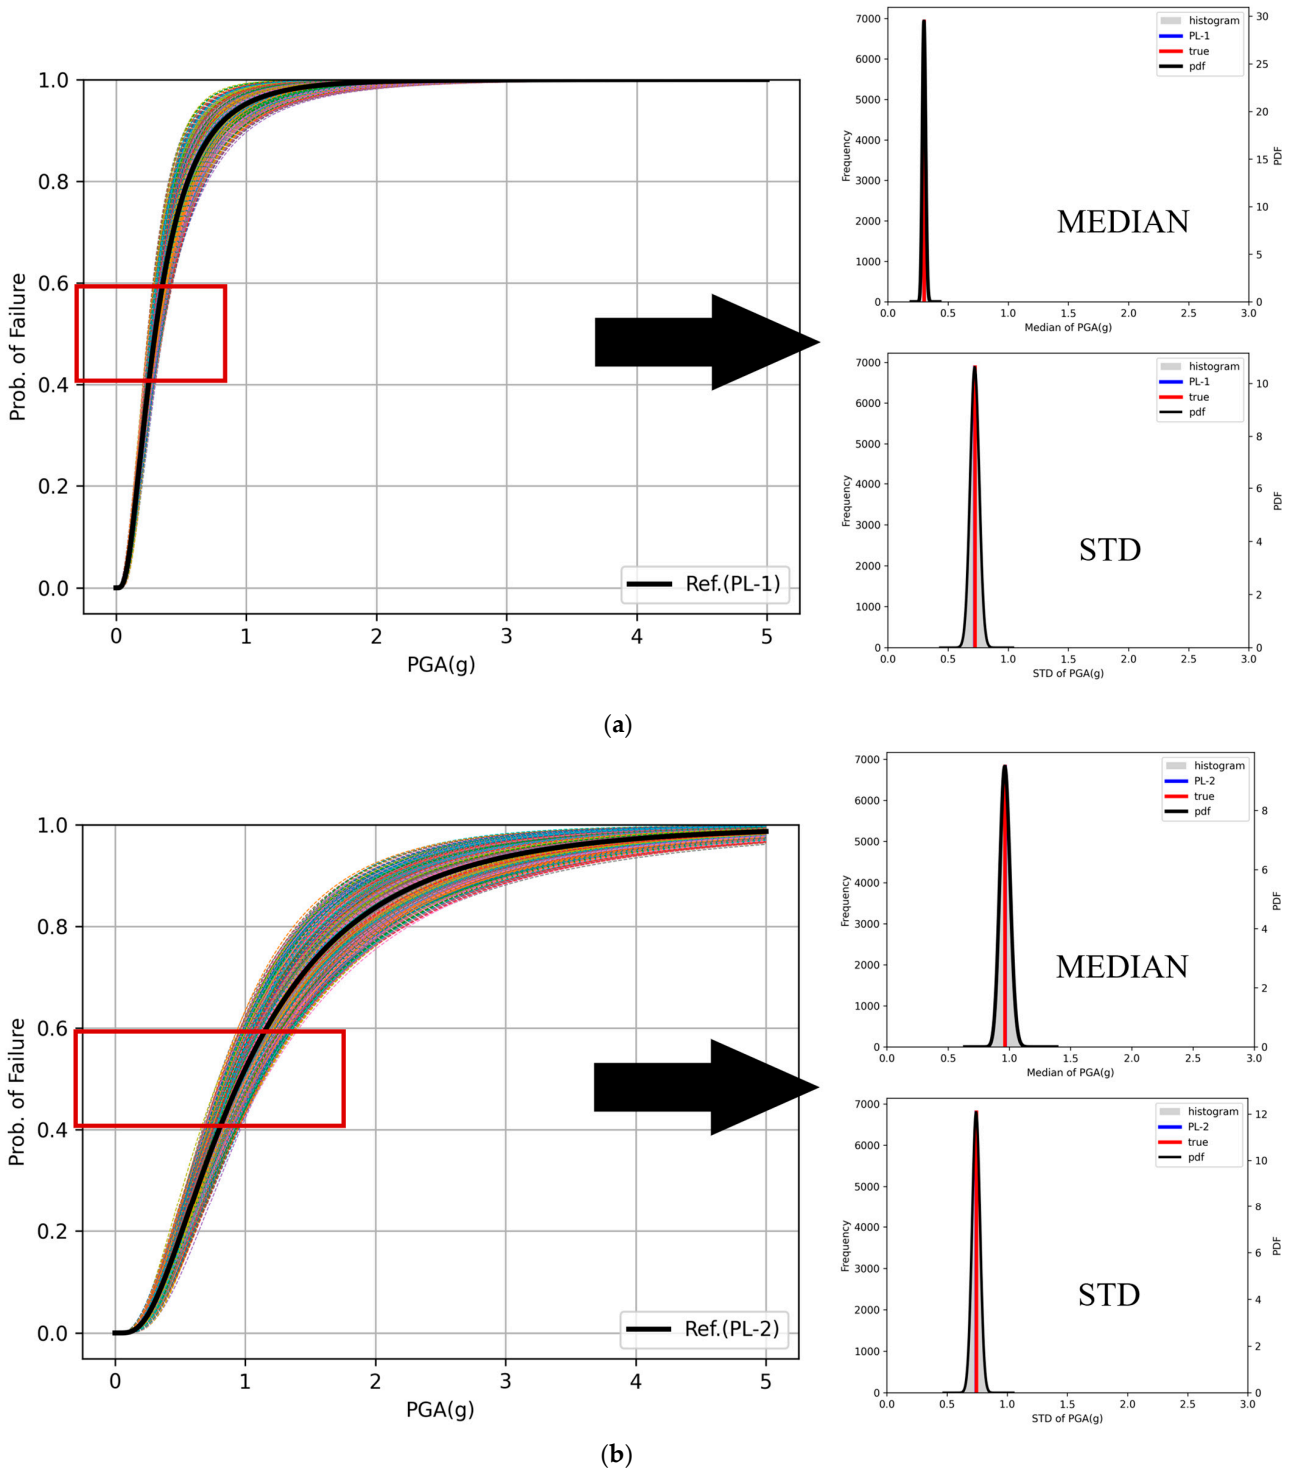 1.0
0.8
0.6
0.4
0.2
0.0
Prob. of Failure
0 1 2 3 4 5
PGA(g)
Ref.(PL-1)
7000
6000
5000
4000
3000
2000
1000
0
Frequency
30
25
20
15
10
5
0
PDF
histogram
PL-1
true
pdf
MEDIAN
0.0 0.5 1.0 1.5 2.0 2.5 3.0
Median of PGA(g)
7000
6000
5000
4000
3000
2000
1000
0
Frequency
10
8
6
4
2
0
PDF
histogram
PL-1
true
pdf
STD
0.0 0.5 1.0 1.5 2.0 2.5 3.0
STD of PGA(g)
(a)
1.0
0.8
0.6
0.4
0.2
0.0
Prob. of Failure
0 1 2 3 4 5
PGA(g)
Ref.(PL-2)
7000
6000
5000
4000
3000
2000
1000
0
Frequency
8
6
4
2
0
PDF
histogram
PL-2
true
pdf
MEDIAN
0.0 0.5 1.0 1.5 2.0 2.5 3.0
Median of PGA(g)
7000
6000
5000
4000
3000
2000
1000
0
Frequency
12
10
8
6
4
2
0
PDF
histogram
PL-2
true
pdf
STD
0.0 0.5 1.0 1.5 2.0 2.5 3.0
STD of PGA(g)
(b)